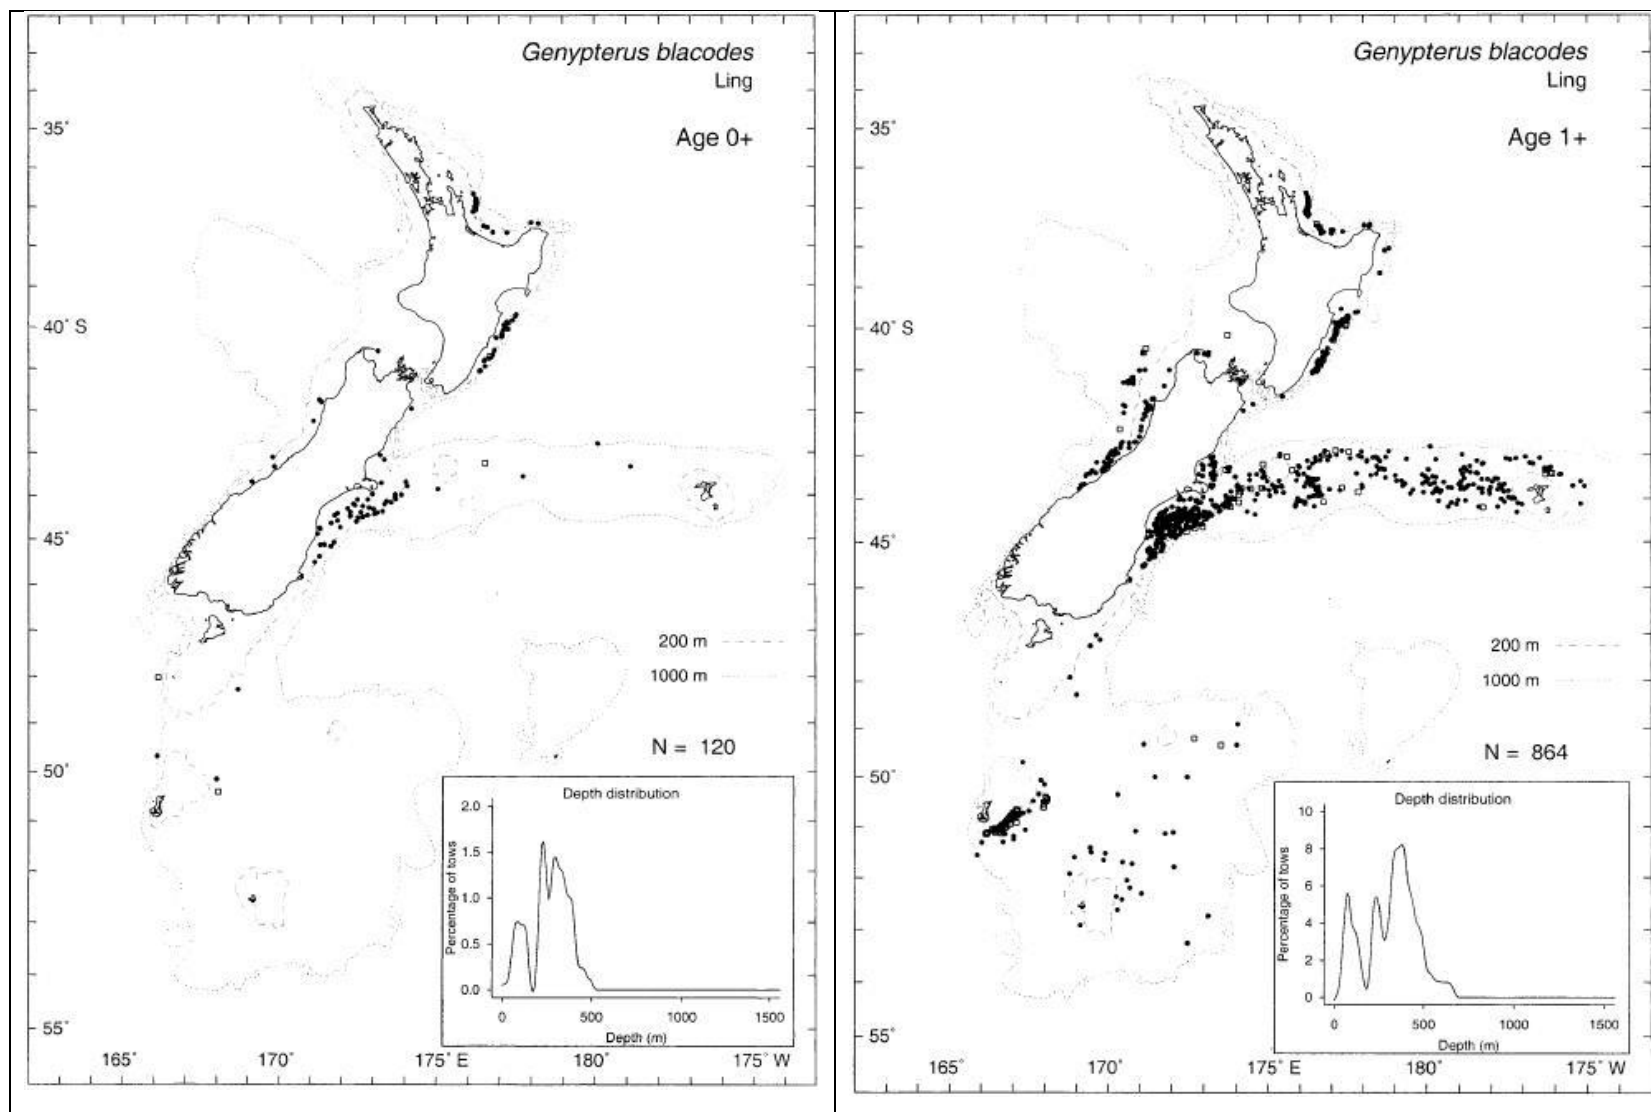 Genypterus blacodes
Ling
Age 0+
35°
40° S
45°
200 m
1000 m
N = 120
50°
Depth distribution
2.0
1.5
1.0
0.5
0.0
Percentage of tows
0 500 1000 1500
Depth (m)
55°
165° 170° 175° E 180° 175° W
Genypterus blacodes
Ling
Age 1+
35°
40° S
45°
200 m
1000 m
N = 864
50°
Depth distribution
10
8
6
4
2
0
Percentage of tows
0 500 1000 1500
Depth (m)
55°
165° 170° 175° E 180° 175° W